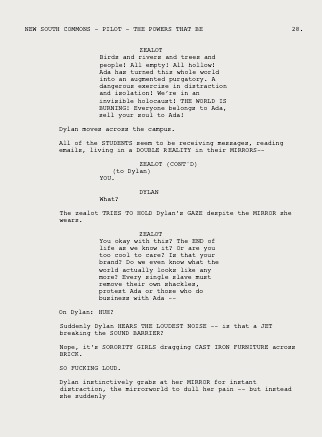 NEW SOUTH COMMONS - PILOT - THE POWERS THAT BE 28.
ZEALOT
Birds and rivers and trees and
people! All empty! All hollow!
Ada has turned this whole world
into an augmented purgatory. A
dangerous exercise in distraction
and isolation! We're in an
invisible holocaust! THE WORLD IS
BURNING! Everyone belongs to Ada,
sell your soul to Ada!
Dylan moves across the campus.
All of the STUDENTS seem to be receiving messages, reading
emails, living in a DOUBLE REALITY in their MIRRORS--
ZEALOT (CONT'D)
(to Dylan)
YOU.
DYLAN
What?
The zealot TRIES TO HOLD Dylan's GAZE despite the MIRROR she
wears.
ZEALOT
You okay with this? The END of
life as we know it? Or are you
too cool to care? Is that your
brand? Do we even know what the
world actually looks like any
more? Every single slave must
remove their own shackles,
protest Ada or those who do
business with Ada --
On Dylan: HUH?
Suddenly Dylan HEARS THE LOUDEST NOISE -- is that a JET
breaking the SOUND BARRIER?
Nope, it's SORORITY GIRLS dragging CAST IRON FURNITURE across
BRICK.
SO FUCKING LOUD.
Dylan instinctively grabs at her MIRROR for instant
distraction, the mirrorworld to dull her pain -- but instead
she suddenly